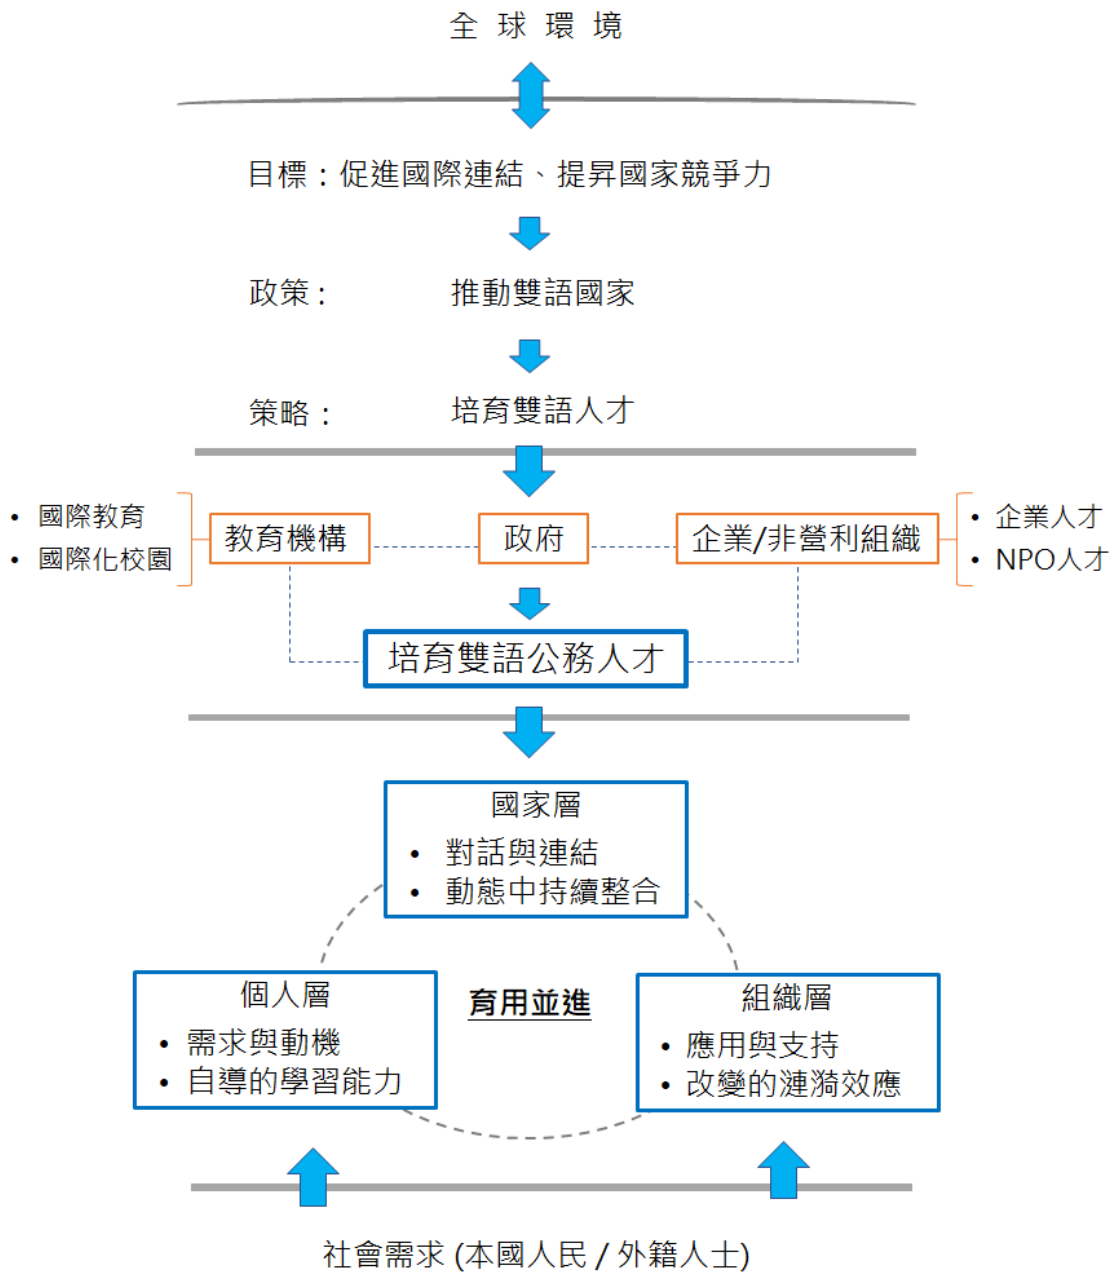 全球環境
目標：促進國際連結、提昇國家競爭力
政策： 推動雙語國家
策略： 培育雙語人才
• 國際教育
• 國際化校園
教育機構
政府
企業/非營利組織
• 企業人才
• NPO人才
培育雙語公務人才
國家層
• 對話與連結
• 動態中持續整合
個人層
• 需求與動機
• 自導的學習能力
育用並進
組織層
• 應用與支持
• 改變的漣漪效應
社會需求 (本國人民 / 外籍人士)